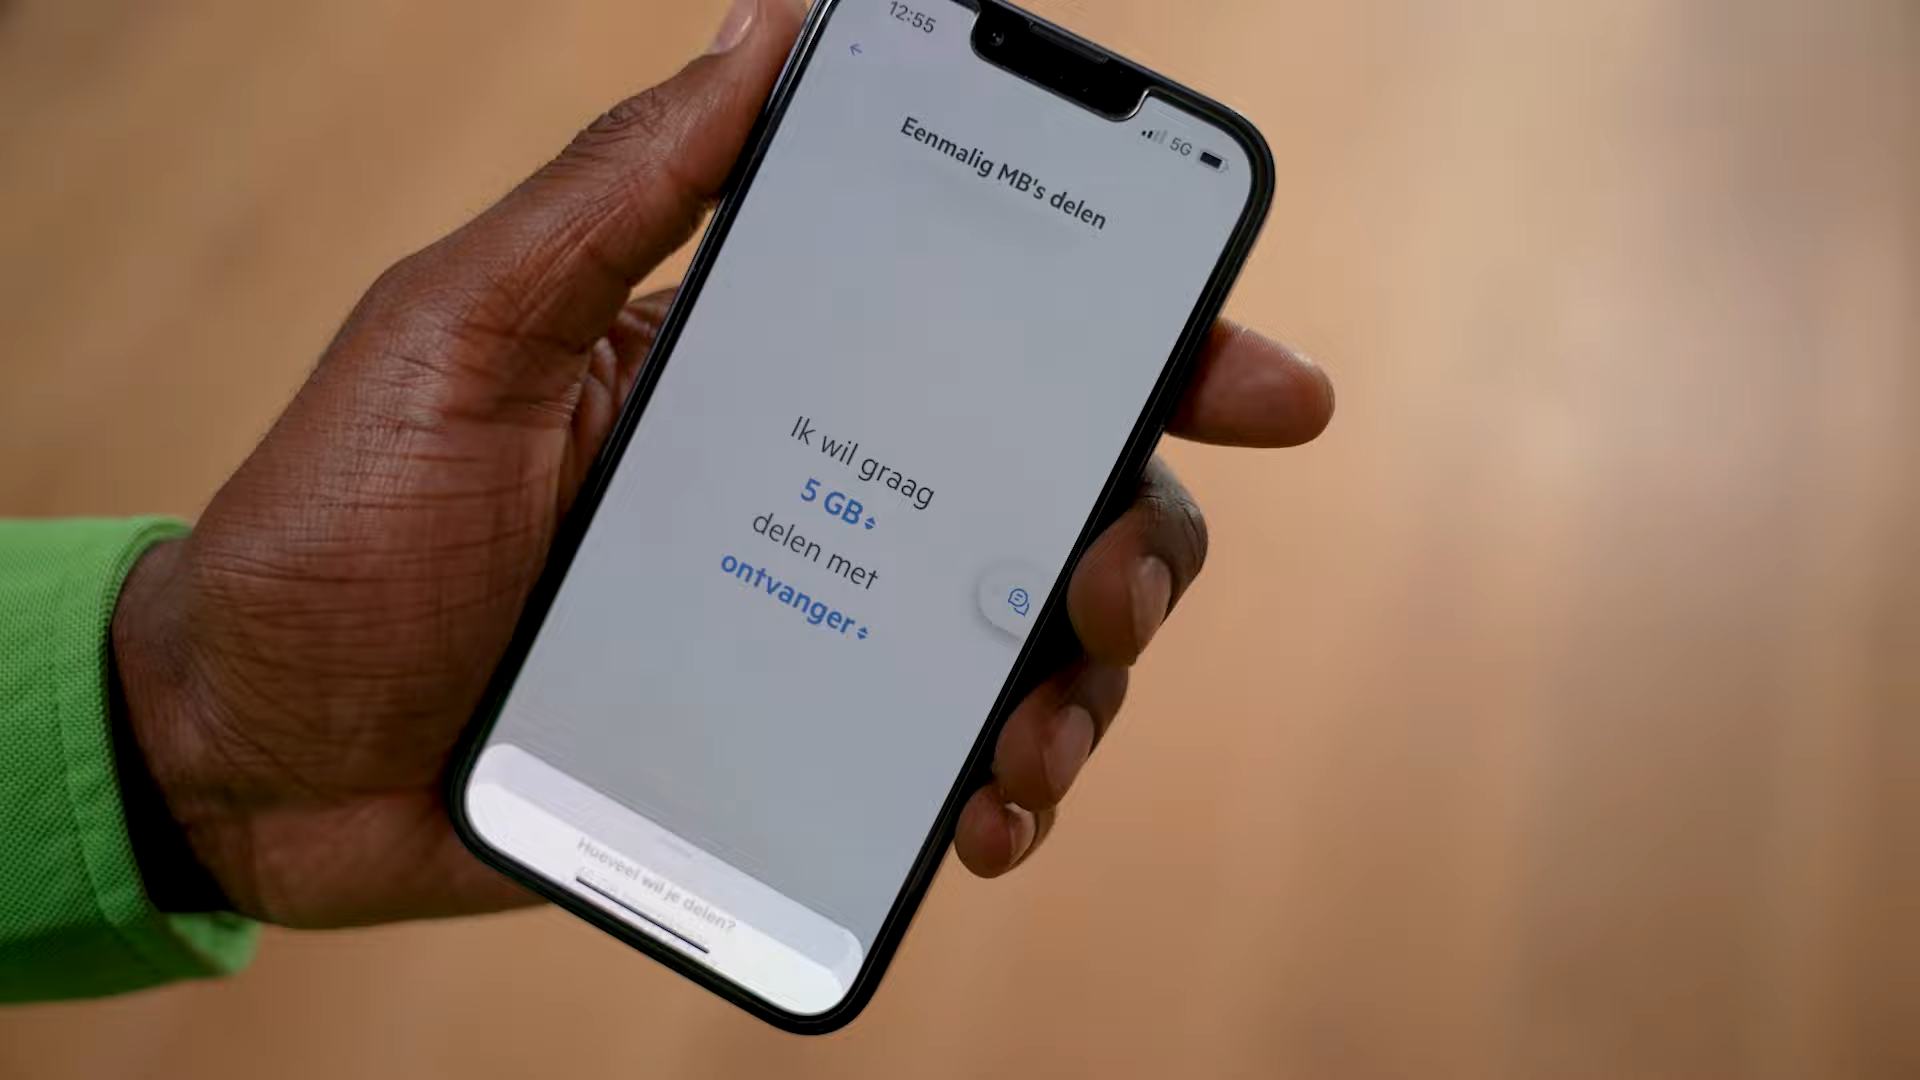 12:55
5G
Eenmalig MB's delen
Ik wil graag
5 GB
delen met
ontvanger
Hoeveel wil je delen?